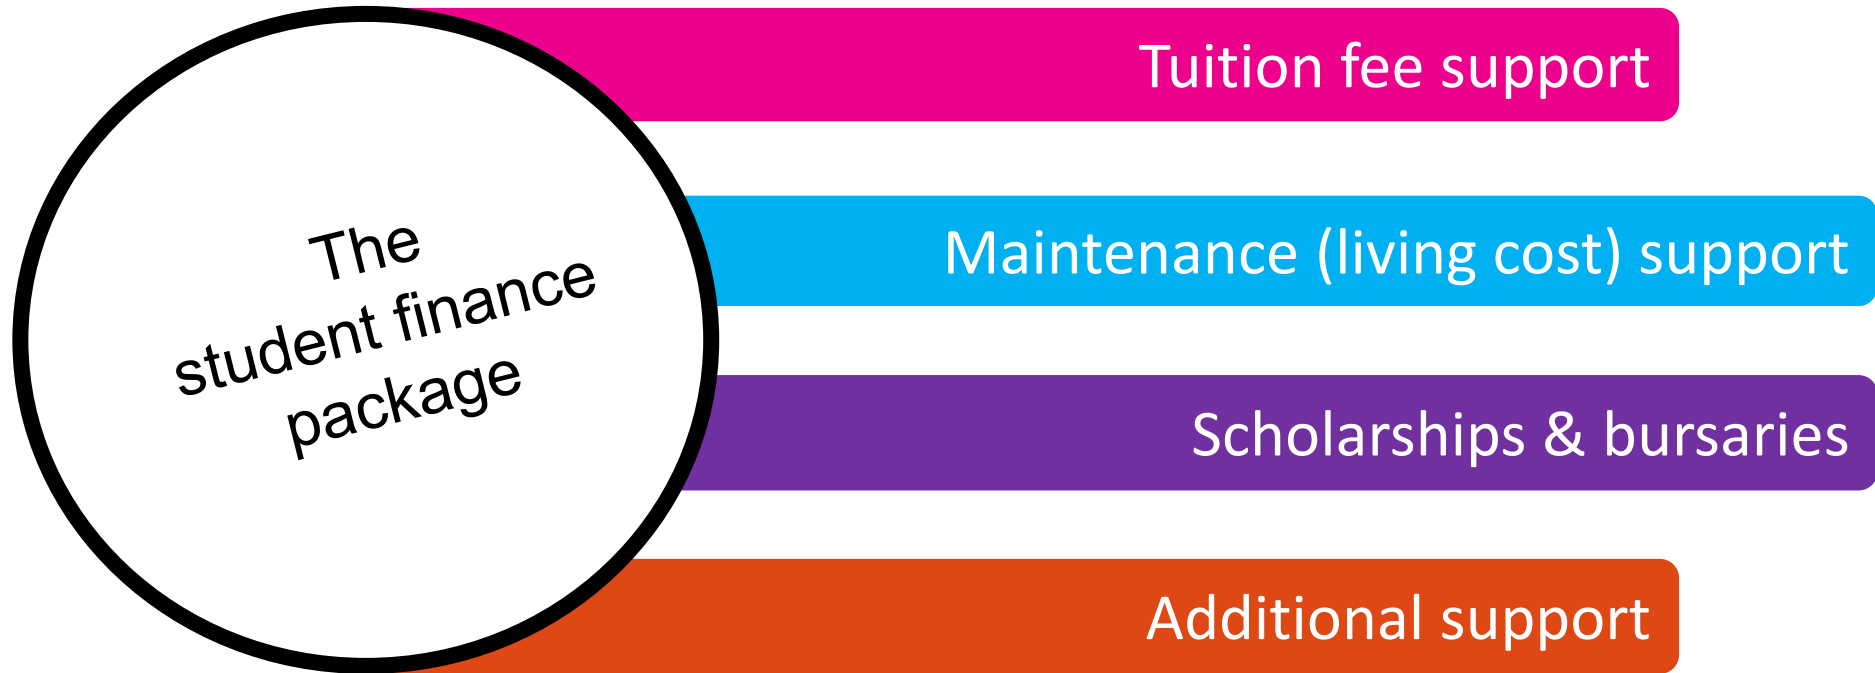 The
student finance
package
Tuition fee support
Maintenance (living cost) support
Scholarships & bursaries
Additional support